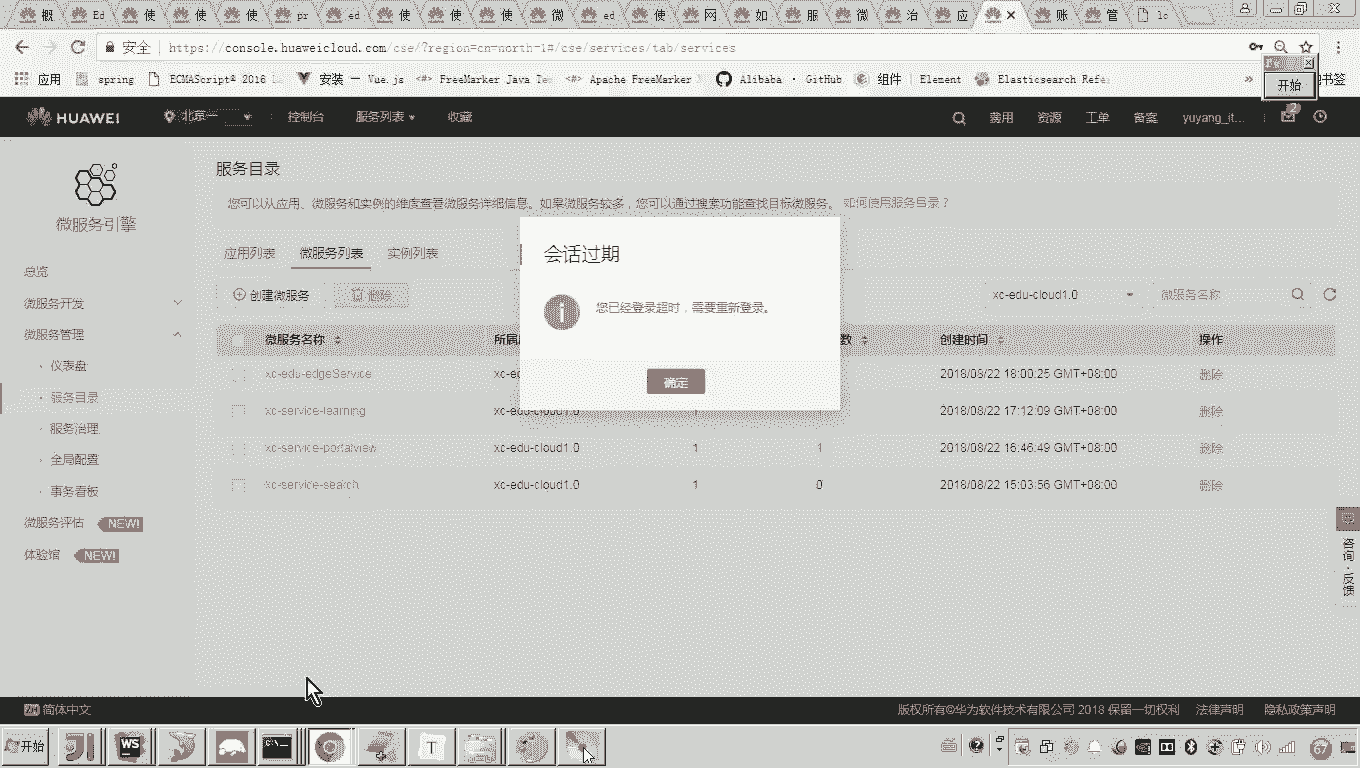 概 Ed 使 使 使 pr ed 使 使 使 微 ed 使 网 如 服 微 治 应 账 管 lo
安全 https://console.huaweicloud.com/cse/?region=cn-north-1#/cse/services/tab/services
应用 spring ECMAScript® 2016 L 安装 — Vue.js FreeMarker Java Te Apache FreeMarker Alibaba · GitHub 组件 Element Elasticsearch Refe » 书签
开始
HUAWEI 北京一 控制台 服务列表 收藏 费用 资源 工单 备案 yuyang_it... 2
微服务引擎
总览
微服务开发
微服务管理
仪表盘
服务目录
服务治理
全局配置
事务看板
微服务评估 NEW!
体验馆 NEW!
服务目录
您可以从应用、微服务和实例的维度查看微服务详细信息。如果微服务较多，您可以通过搜索功能查找目标微服务。 如何使用服务目录？
应用列表 微服务列表 实例列表
创建微服务 删除 xc-edu-cloud1.0 微服务名称
微服务名称 所属 数 创建时间 操作
xc-edu-edgeService xc-ed 2018/08/22 18:00:25 GMT+08:00 删除
xc-service-learning xc-edu-cloud1.0 1 1 2018/08/22 17:12:09 GMT+08:00 删除
xc-service-portalview xc-edu-cloud1.0 1 1 2018/08/22 16:46:49 GMT+08:00 删除
xc-service-search xc-edu-cloud1.0 1 0 2018/08/22 15:03:56 GMT+08:00 删除
会话过期
您已经登录超时，需要重新登录。
确定
咨询·反馈
简体中文 版权所有©华为软件技术有限公司 2018 保留一切权利 法律声明 隐私政策声明
开始 WS T 67